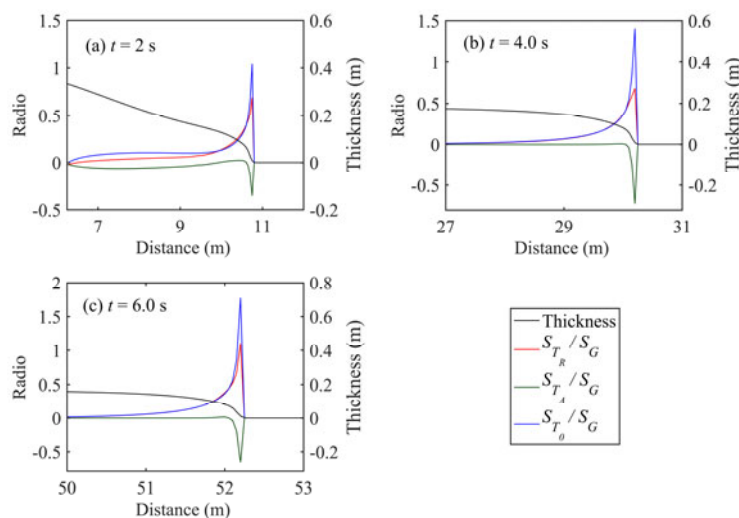 1.5
0.6
(a) t = 2 s
1
0.4
0.5
0.2
0
0
-0.5
-0.2
7
9
11
Distance (m)
Radio
Thickness (m)
1.5
0.6
(b) t = 4.0 s
1
0.4
0.5
0.2
0
0
-0.5
-0.2
27
29
31
Distance (m)
Radio
Thickness (m)
2
0.8
(c) t = 6.0 s
1.5
0.6
1
0.4
0.5
0.2
0
0
-0.5
-0.2
50
51
52
53
Distance (m)
Radio
Thickness (m)
Thickness
S_{T_R} / S_G
S_{T_A} / S_G
S_{T_0} / S_G